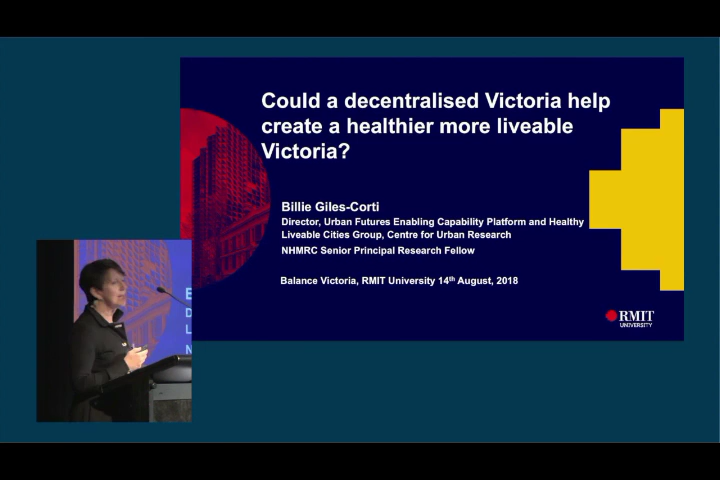 Could a decentralised Victoria help
create a healthier more liveable
Victoria?
Billie Giles-Corti
Director, Urban Futures Enabling Capability Platform and Healthy
Liveable Cities Group, Centre for Urban Research
NHMRC Senior Principal Research Fellow
Balance Victoria, RMIT University 14th August, 2018
RMIT
UNIVERSITY
B
D
L
N